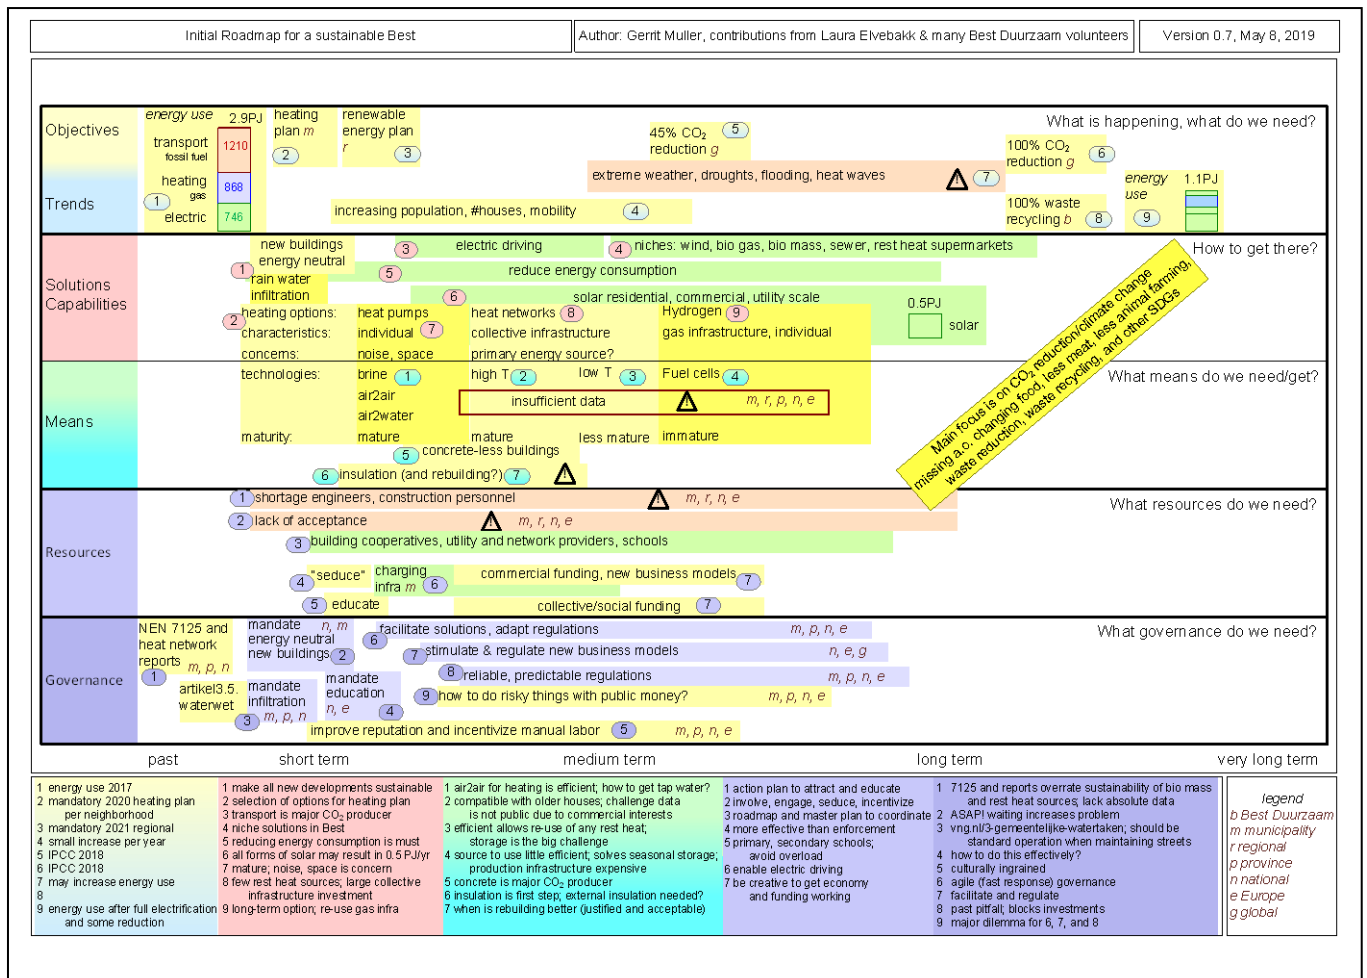 Initial Roadmap for a sustainable Best
Author: Gerrit Muller, contributions from Laura Elvebakk & many Best Duurzaam volunteers
Version 0.7, May 8, 2019
Objectives
Trends
energy use
2.9PJ
transport
fossil fuel
1210
heating
gas
868
1
electric
746
heating
plan m
2
renewable
energy plan
r
3
45% CO2
reduction g
5
What is happening, what do we need?
100% CO2
reduction g
6
extreme weather, droughts, flooding, heat waves
7
increasing population, #houses, mobility
4
100% waste
recycling b
8
energy
use
9
1.1PJ
Solutions
Capabilities
new buildings
energy neutral
1
rain water
infiltration
3
electric driving
4
niches: wind, bio gas, bio mass, sewer, rest heat supermarkets
How to get there?
5
reduce energy consumption
6
solar residential, commercial, utility scale
0.5PJ
solar
2
heating options:
heat pumps
heat networks
8
Hydrogen
9
characteristics:
individual
7
collective infrastructure
gas infrastructure, individual
concerns:
noise, space
primary energy source?
Main focus is on CO2 reduction/climate change
missing a.o. changing food, less meat, less animal farming,
waste reduction, waste recycling, and other SDGs
Means
What means do we need/get?
technologies:
brine
1
high T
2
low T
3
Fuel cells
4
air2air
air2water
insufficient data
m, r, p, n, e
maturity:
mature
mature
less mature
immature
5
concrete-less buildings
6
insulation (and rebuilding?)
7
Resources
What resources do we need?
1
shortage engineers, construction personnel
m, r, n, e
2
lack of acceptance
m, r, n, e
3
building cooperatives, utility and network providers, schools
4
"seduce"
charging
infra m
6
commercial funding, new business models
7
5
educate
collective/social funding
7
Governance
What governance do we need?
NEN 7125 and
heat network
reports
m, p, n
1
mandate
n, m
energy neutral
new buildings
2
6
facilitate solutions, adapt regulations
m, p, n, e
7
stimulate & regulate new business models
n, e, g
8
reliable, predictable regulations
m, p, n, e
artikel3.5.
waterwet
mandate
infiltration
3
m, p, n
mandate
education
n, e
4
9
how to do risky things with public money?
m, p, n, e
improve reputation and incentivize manual labor
5
m, p, n, e
past
short term
medium term
long term
very long term
1 energy use 2017
2 mandatory 2020 heating plan
per neighborhood
3 mandatory 2021 regional
4 small increase per year
5 IPCC 2018
6 IPCC 2018
7 may increase energy use
8
9 energy use after full electrification
and some reduction
1 make all new developments sustainable
2 selection of options for heating plan
3 transport is major CO2 producer
4 niche solutions in Best
5 reducing energy consumption is must
6 all forms of solar may result in 0.5 PJ/yr
7 mature; noise, space is concern
8 few rest heat sources; large collective
infrastructure investment
9 long-term option; re-use gas infra
1 air2air for heating is efficient; how to get tap water?
2 compatible with older houses; challenge data
is not public due to commercial interests
3 efficient allows re-use of any rest heat;
storage is the big challenge
4 source to use little efficient; solves seasonal storage;
production infrastructure expensive
5 concrete is major CO2 producer
6 insulation is first step; external insulation needed?
7 when is rebuilding better (justified and acceptable)
1 action plan to attract and educate
2 involve, engage, seduce, incentivize
3 roadmap and master plan to coordinate
4 more effective than enforcement
5 primary, secondary schools;
avoid overload
6 enable electric driving
7 be creative to get economy
and funding working
1 7125 and reports overrate sustainability of bio mass
and rest heat sources; lack absolute data
2 ASAP! waiting increases problem
3 vng.nl/3-gemeentelijke-watertaken; should be
standard operation when maintaining streets
4 how to do this effectively?
5 culturally ingrained
6 agile (fast response) governance
7 facilitate and regulate
8 past pitfall; blocks investments
9 major dilemma for 6, 7, and 8
legend
b Best Duurzaam
m municipality
r regional
p province
n national
e Europe
g global